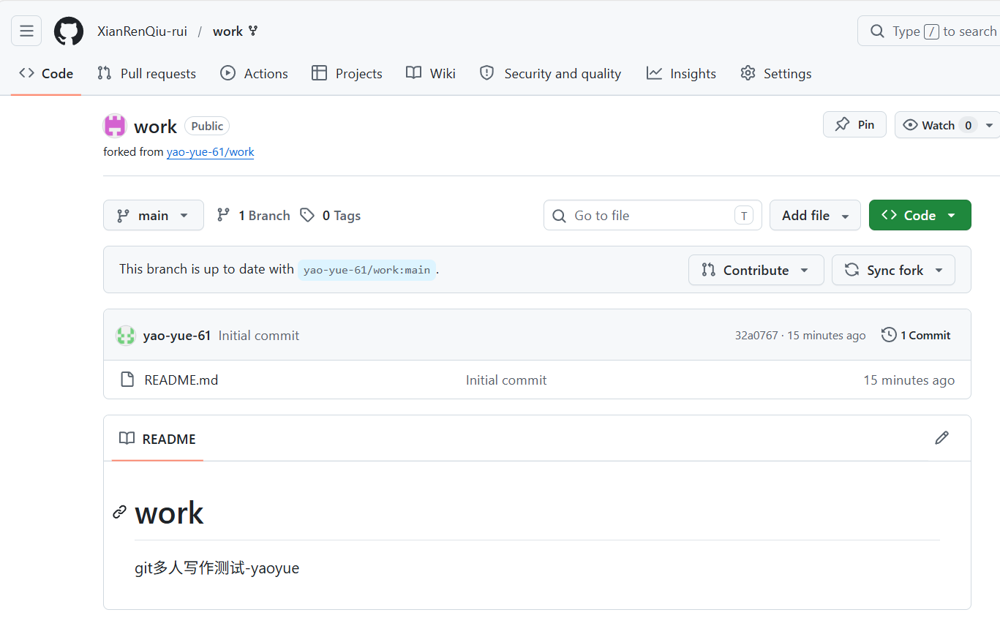 XianRenQiu-rui / work Type / to search
Code Pull requests Actions Projects Wiki Security and quality Insights Settings
work Public Pin Watch 0
forked from yao-yue-61/work
main 1 Branch 0 Tags Go to file T Add file Code
This branch is up to date with yao-yue-61/work:main. Contribute Sync fork
yao-yue-61 Initial commit 32a0767 · 15 minutes ago 1 Commit
README.md Initial commit 15 minutes ago
README
work
git多人写作测试-yaoyue